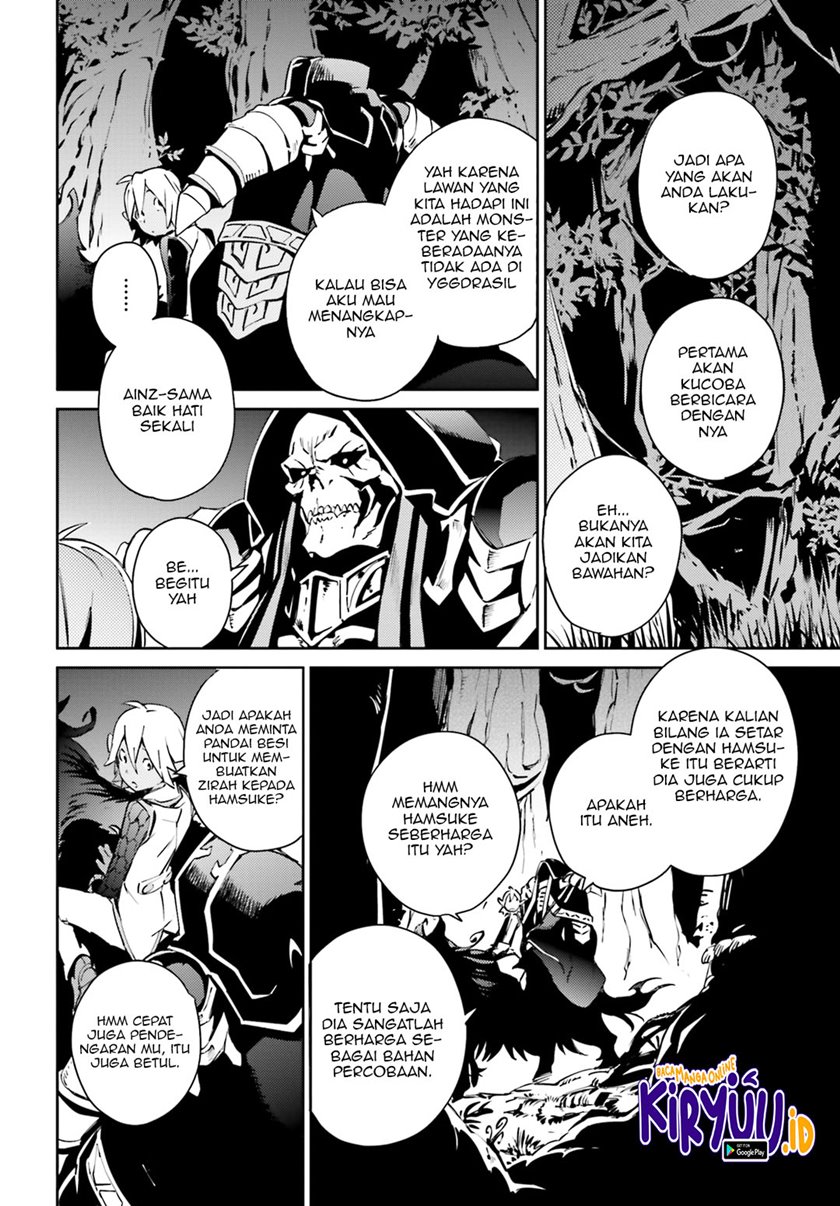 JADI APA
YANG AKAN
ANDA LAKU-
KAN?
PERTAMA
AKAN
KUCOBA
BERBICARA
DENGAN
NYA
EH...
BUKANYA
AKAN KITA
JADIKAN
BAWAHAN?
YAH KARENA
LAWAN YANG
KITA HADAPI INI
ADALAH MONS-
TER YANG KE-
BERADAANYA
TIDAK ADA DI
YGGDRASIL
KALAU BISA
AKU MAU
MENANGKAP-
NYA
......
AINZ-SAMA
BAIK HATI
SEKALI
BE...
BEGITU
YAH
KARENA KALIAN
BILANG IA SETAR
DENGAN HAMSU-
KE ITU BERARTI
DIA JUGA CUKUP
BERHARGA.
APAKAH
ITU ANEH.
HMM
MEMANGNYA
HAMSUKE
SEBERHARGA
ITU YAH?
TENTU SAJA
DIA SANGATLAH
BERHARGA SE-
BAGAI BAHAN
PERCOBAAN.
JADI APAKAH
ANDA MEMINTA
PANDAI BESI
UNTUK MEM-
BUATKAN
ZIRAH KEPADA
HAMSUKE?
HMM CEPAT
JUGA PENDE-
NGARAN MU, ITU
JUGA BETUL.
BACA MANGA ONLINE
KIRYUU.iD
GET IT ON
Google Play